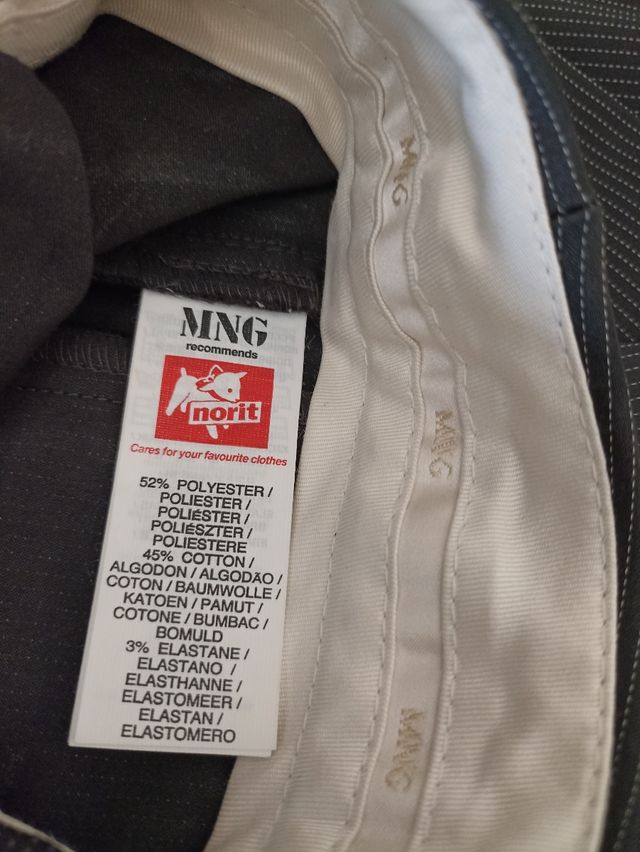 MNG
recommends
norit
Cares for your favourite clothes
52% POLYESTER /
POLIESTER /
POLIÉSTER /
POLIÉSZTER /
POLIESTERE
45% COTTON /
ALGODON / ALGODÃO /
COTON / BAUMWOLLE /
KATOEN / PAMUT /
COTONE / BUMBAC /
BOMULD
3% ELASTANE /
ELASTANO /
ELASTHANNE /
ELASTOMEER /
ELASTAN /
ELASTOMERO
MNG
MNG
MNG